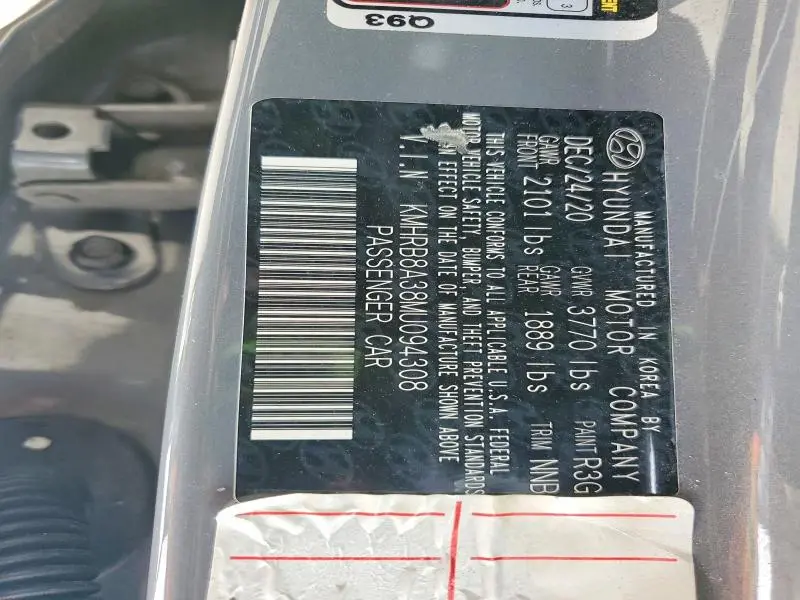 Q93
MANUFACTURED IN KOREA BY
HYUNDAI MOTOR COMPANY
DEC/24/20 GVWR 3770 lbs PAINT R3G
GAWR FRONT 2101 lbs GAWR REAR 1889 lbs TRIM NNB
THIS VEHICLE CONFORMS TO ALL APPLICABLE U.S.A. FEDERAL
MOTOR VEHICLE SAFETY, BUMPER, AND THEFT PREVENTION STANDARDS
IN EFFECT ON THE DATE OF MANUFACTURE SHOWN ABOVE
V.I N KMHRB8A38MU094308
PASSENGER CAR